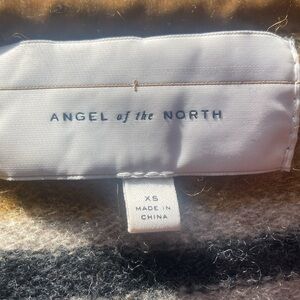 ANGEL of the NORTH
XS
MADE IN
CHINA